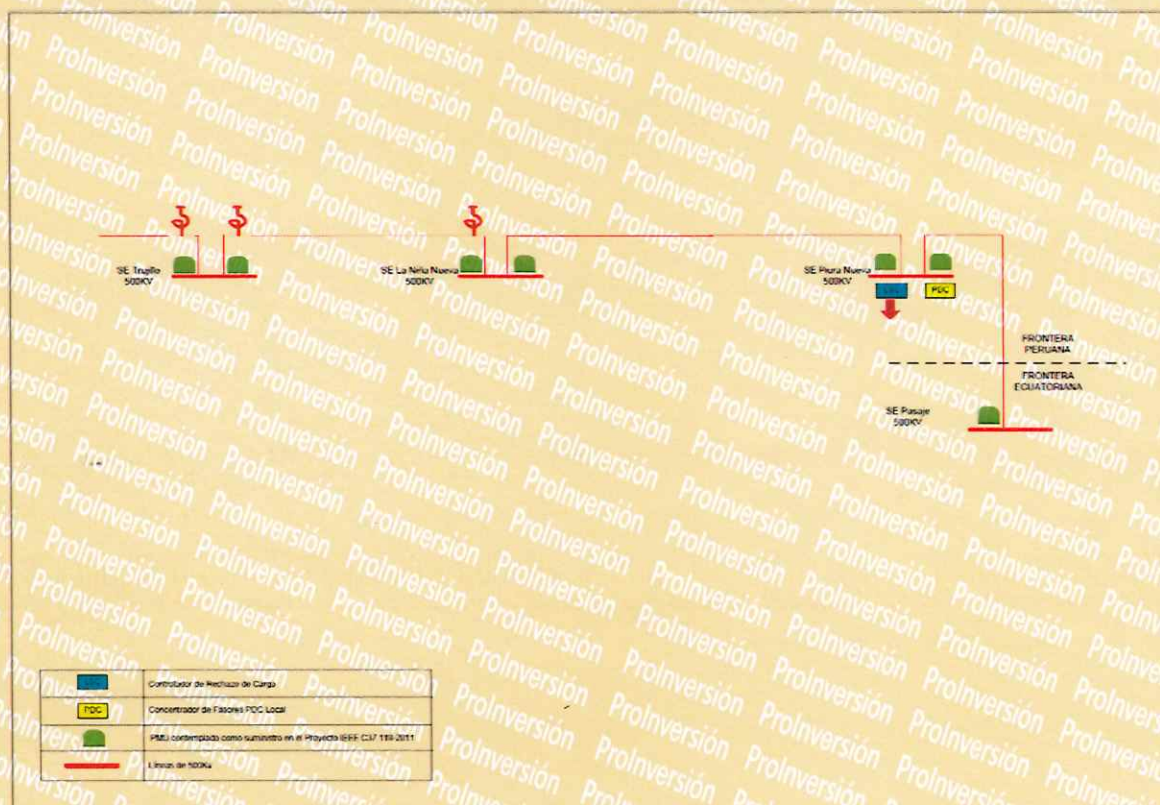 ProInversión
SE Trujillo
500KV
SE La Niña Nueva
500KV
SE Piura Nueva
500KV
PDC
FRONTERA
PERUANA
FRONTERA
ECUATORIANA
SE Pasaje
500KV
Controlador de Rechazo de Carga
PDC
Concentrador de Fasores PDC Local
PMU contemplado como suministro en el Proyecto IEEE C37 118-2011
Líneas de 500Kv